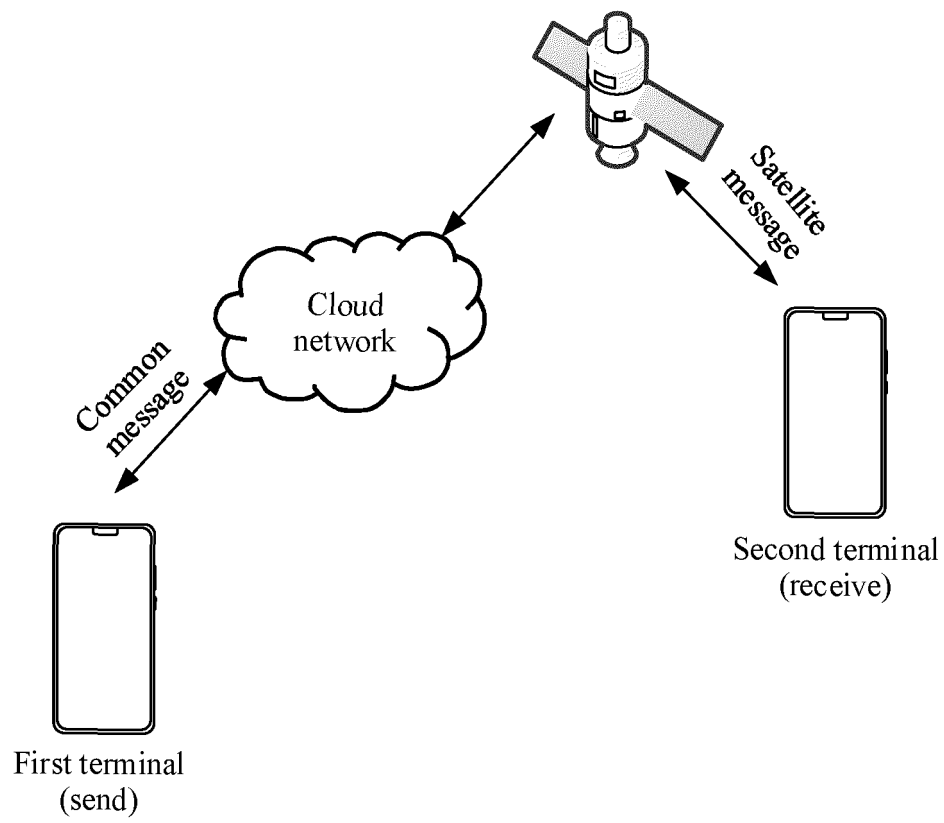 Satellite
message
Cloud
network
Common
message
Second terminal
(receive)
First terminal
(send)